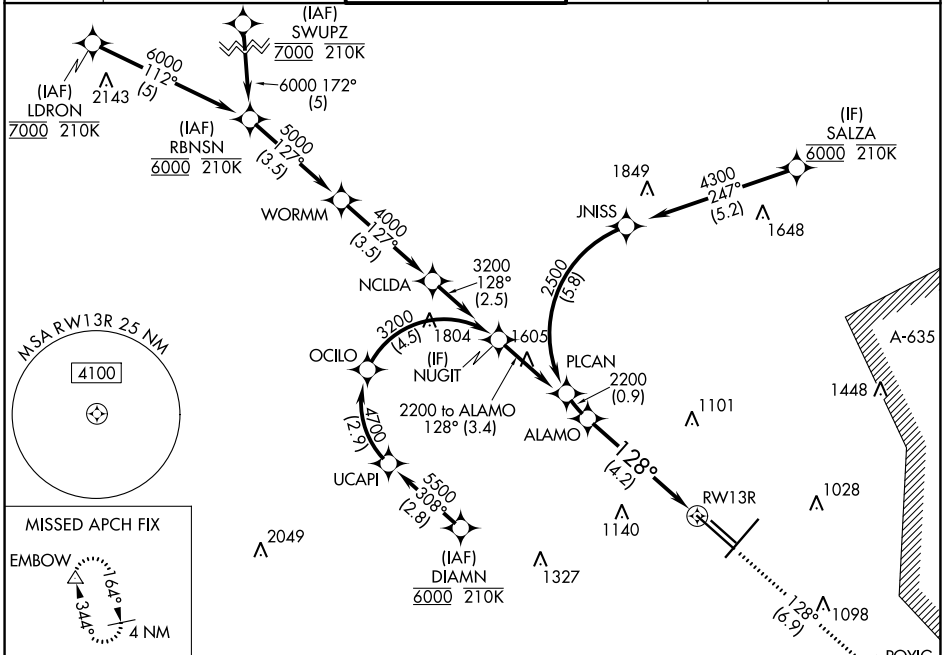 (IAF)
SWUPZ
7000 210K
6000
112°
(5)
(IAF)
LDRON
7000 210K
2143
6000 172°
(5)
(IAF)
RBNSN
6000 210K
5000
127°
(3.5)
(IF)
SALZA
6000 210K
1849
4300
247°
(5.2)
1648
WORMM
4000
127°
(3.5)
JNISS
NCLDA
3200
128°
(2.5)
2500
(5.8)
MSA RW13R 25 NM
4100
OCILO
3200
(4.5)
1804
(IF)
NUGIT
1605
PLCAN
2200
(0.9)
A-635
1448
2200 to ALAMO
128° (3.4)
ALAMO
1101
4700
(2.9)
UCAPI
128°
(4.2)
RW13R
5500
308°
(2.8)
1140
1028
MISSED APCH FIX
EMBOW
164°
344°
4 NM
2049
(IAF)
DIAMN
6000 210K
1327
128°
(6.9)
1098